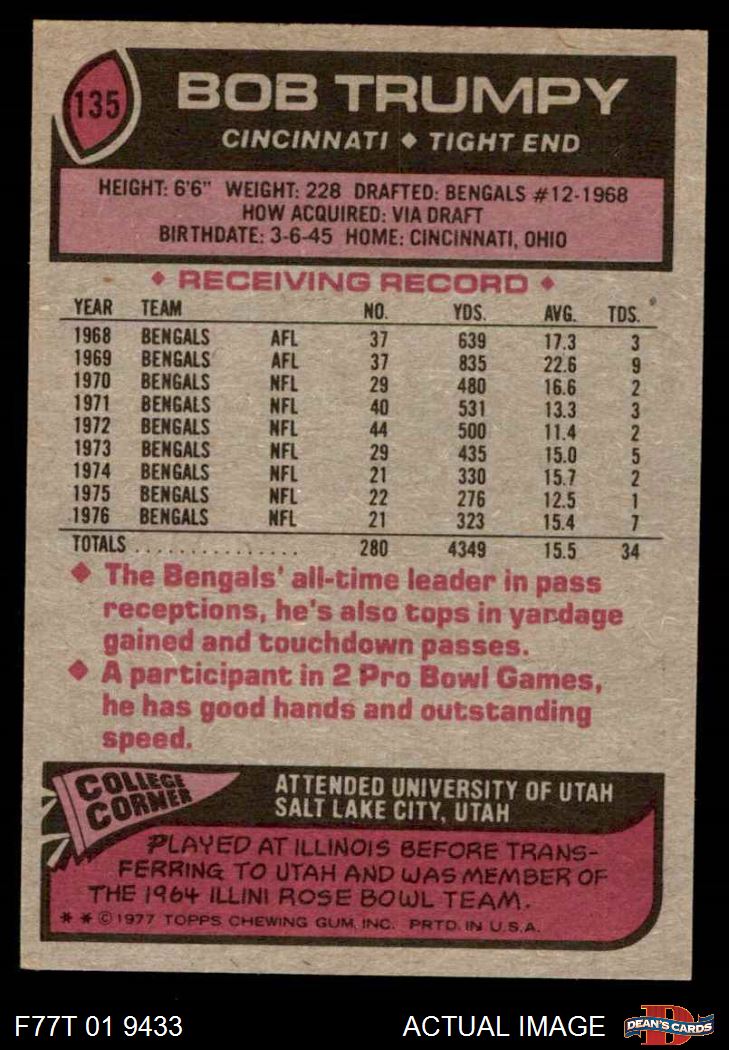 135
BOB TRUMPY
CINCINNATI ◆ TIGHT END
HEIGHT: 6'6" WEIGHT: 228 DRAFTED: BENGALS #12-1968
HOW ACQUIRED: VIA DRAFT
BIRTHDATE: 3-6-45 HOME: CINCINNATI, OHIO
◆ RECEIVING RECORD ◆
YEAR TEAM NO. YDS. AVG. TDS.
1968 BENGALS AFL 37 639 17.3 3
1969 BENGALS AFL 37 835 22.6 9
1970 BENGALS NFL 29 480 16.6 2
1971 BENGALS NFL 40 531 13.3 3
1972 BENGALS NFL 44 500 11.4 2
1973 BENGALS NFL 29 435 15.0 5
1974 BENGALS NFL 21 330 15.7 2
1975 BENGALS NFL 22 276 12.5 1
1976 BENGALS NFL 21 323 15.4 7
TOTALS ................ 280 4349 15.5 34
◆ The Bengals' all-time leader in pass
receptions, he's also tops in yardage
gained and touchdown passes.
◆ A participant in 2 Pro Bowl Games,
he has good hands and outstanding
speed.
COLLEGE
CORNER
ATTENDED UNIVERSITY OF UTAH
SALT LAKE CITY, UTAH
PLAYED AT ILLINOIS BEFORE TRANS-
FERRING TO UTAH AND WAS MEMBER OF
THE 1964 ILLINI ROSE BOWL TEAM.
* * © 1977 TOPPS CHEWING GUM, INC. PRTD. IN U.S.A.
F77T 01 9433 ACTUAL IMAGE
D
DEAN'S CARDS